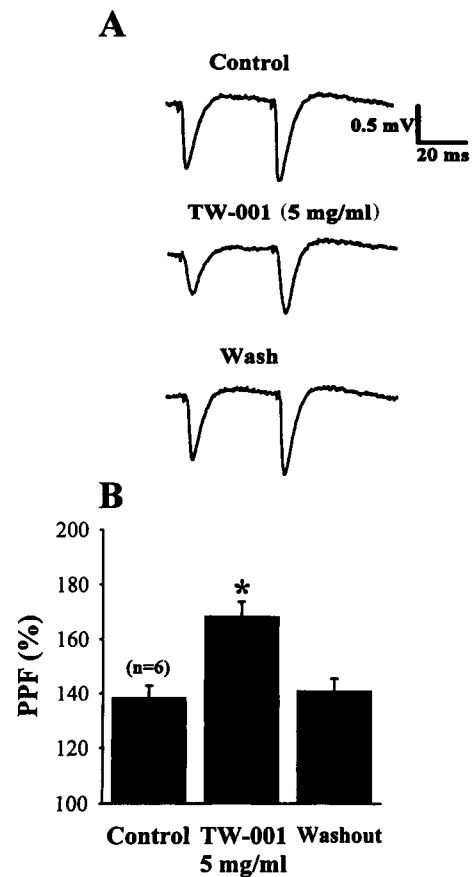 A
Control
0.5 mV
20 ms
TW-001 (5 mg/ml)
Wash
B
200
180
160
140
120
100
PPF (%)
(n=6)
*
Control TW-001 Washout
5 mg/ml